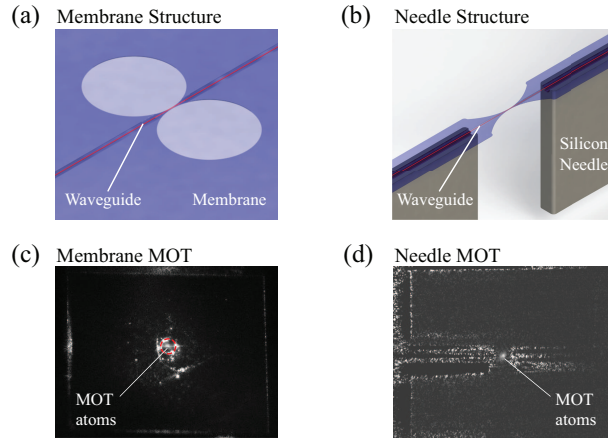 (a) Membrane Structure
Waveguide
Membrane
(b) Needle Structure
Silicon
Needle
Waveguide
(c) Membrane MOT
MOT
atoms
(d) Needle MOT
MOT
atoms